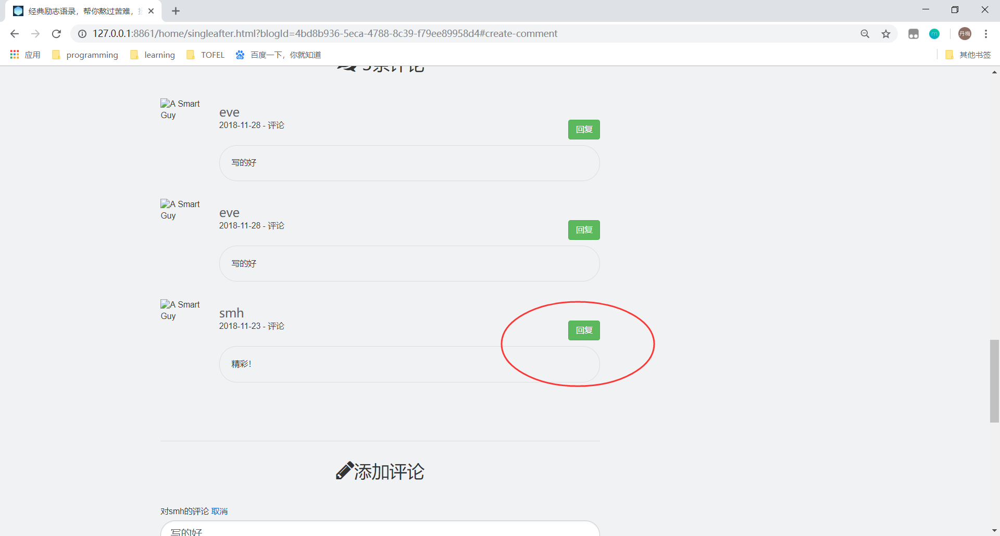 经典励志语录，帮你熬过苦难，
127.0.0.1:8861/home/singleafter.html?blogId=4bd8b936-5eca-4788-8c39-f79ee89958d4#create-comment
丹梅
应用 programming learning TOFEL 百度一下，你就知道 其他书签
条评论
A Smart
Guy
eve
2018-11-28 - 评论
回复
写的好
A Smart
Guy
eve
2018-11-28 - 评论
回复
写的好
A Smart
Guy
smh
2018-11-23 - 评论
回复
精彩！
添加评论
对smh的评论 取消
写的好